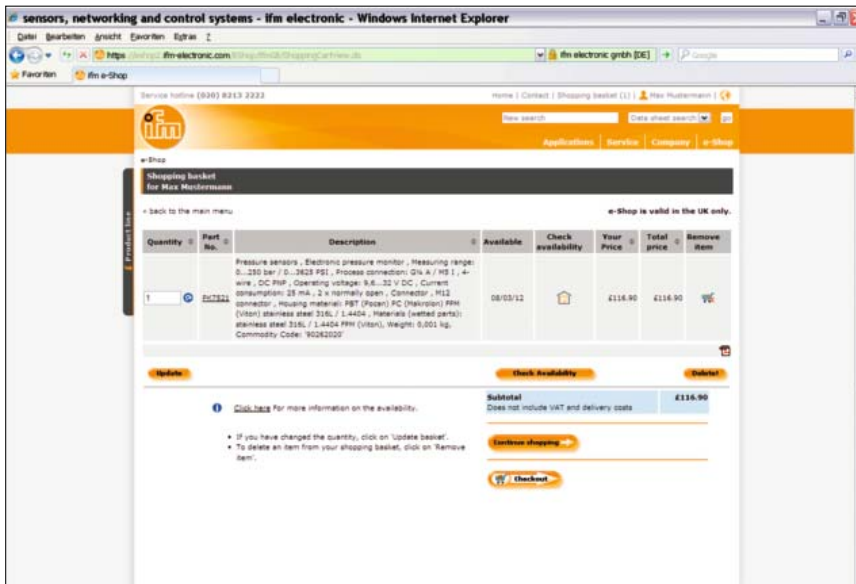 sensors, networking and control systems - ifm electronic - Windows Internet Explorer
Datei Bearbeiten Ansicht Favoriten Extras ?
https ifm-electronic.com
ifm electronic gmbh [DE]
Google
Favoriten ifm e-Shop
Service hotline (020) 8213 2222
Home | Contact | Shopping basket (1) | Max Mustermann |
ifm
New search Data sheet search go
Applications Service Company e-Shop
e-Shop
Shopping basket
for Max Mustermann
Product line
< back to the main menu
e-Shop is valid in the UK only.
Quantity Part No. Description Available Check availability Your Price Total price Remove item
Pressure sensors , Electronic pressure monitor , Measuring range:
0...250 bar / 0...3625 PSI , Process connection: G¼ A / M5 I , 4-
wire , DC PNP , Operating voltage: 9,6...32 V DC , Current
consumption: 25 mA , 2 x normally open , Connector , M12
connector , Housing material: PBT (Pocan) PC (Makrolon) FPM
(Viton) stainless steel 316L / 1.4404 , Materials (wetted parts):
stainless steel 316L / 1.4404 FPM (Viton), Weight: 0,001 kg,
Commodity Code: '90262020'
1 PK7521 08/03/12 £116.90 £116.90
Update
Check Availability
Delete!
Click here For more information on the availability.
Subtotal £116.90
Does not include VAT and delivery costs
• If you have changed the quantity, click on 'Update basket'.
• To delete an item from your shopping basket, click on 'Remove
item'.
Continue shopping
Checkout